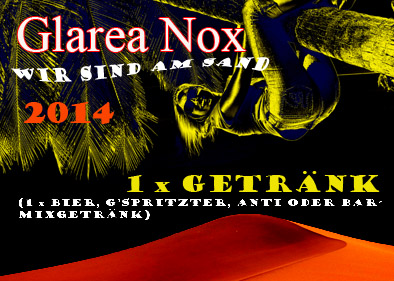 Glarea Nox
WIR SIND AM SAND
2014
1 x GETRÄNK
(1 x BIER, G'SPRITZTER, ANTI ODER BAR-
MIXGETRÄNK)